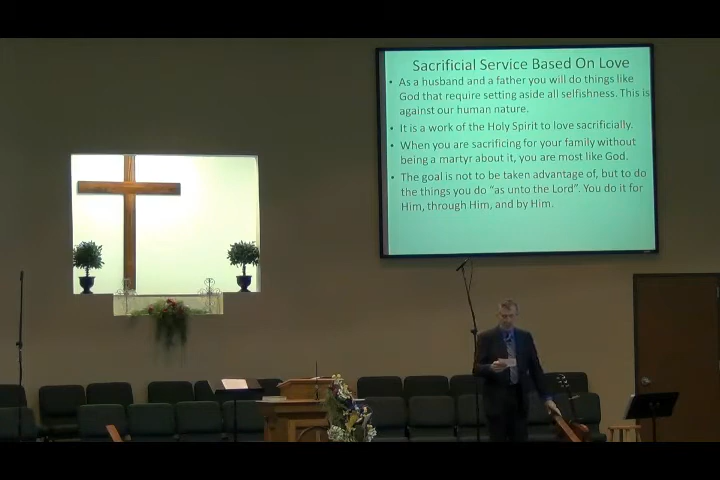 Sacrificial Service Based On Love
• As a husband and a father you will do things like
God that require setting aside all selfishness. This is
against our human nature.
• It is a work of the Holy Spirit to love sacrificially.
• When you are sacrificing for your family without
being a martyr about it, you are most like God.
• The goal is not to be taken advantage of, but to do
the things you do “as unto the Lord”. You do it for
Him, through Him, and by Him.